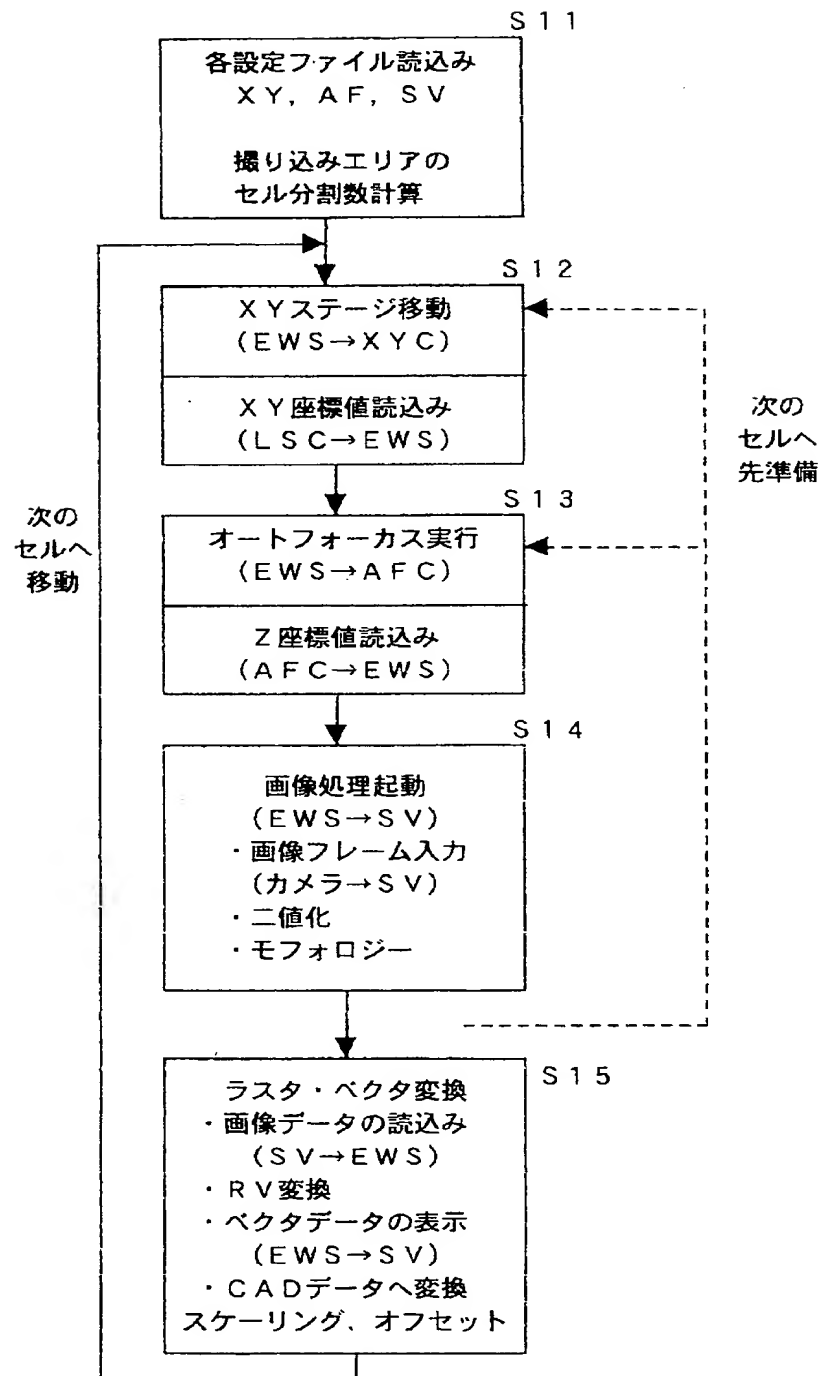 S11
各設定ファイル読込み
XY, AF, SV
撮り込みエリアの
セル分割数計算
S12
XYステージ移動
(EWS→XYC)
XY座標値読込み
(LSC→EWS)
次の
セルへ
先準備
S13
オートフォーカス実行
(EWS→AFC)
Z座標値読込み
(AFC→EWS)
次の
セルへ
移動
S14
画像処理起動
(EWS→SV)
・画像フレーム入力
(カメラ→SV)
・二値化
・モフォロジー
S15
ラスタ・ベクタ変換
・画像データの読込み
(SV→EWS)
・RV変換
・ベクタデータの表示
(EWS→SV)
・CADデータへ変換
スケーリング、オフセット